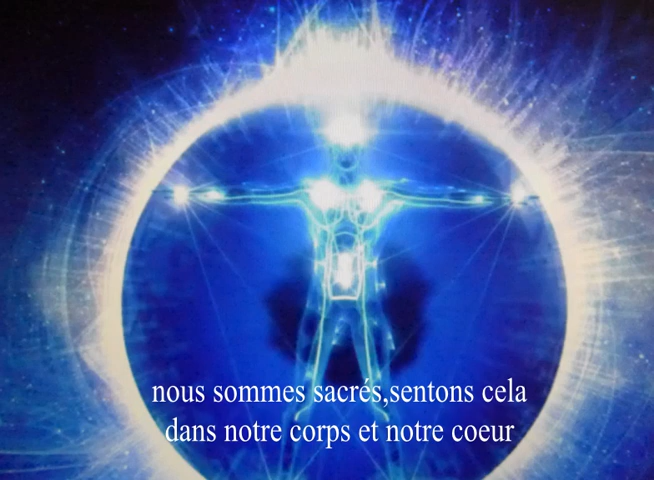 nous sommes sacrés,sentons cela
dans notre corps et notre coeur